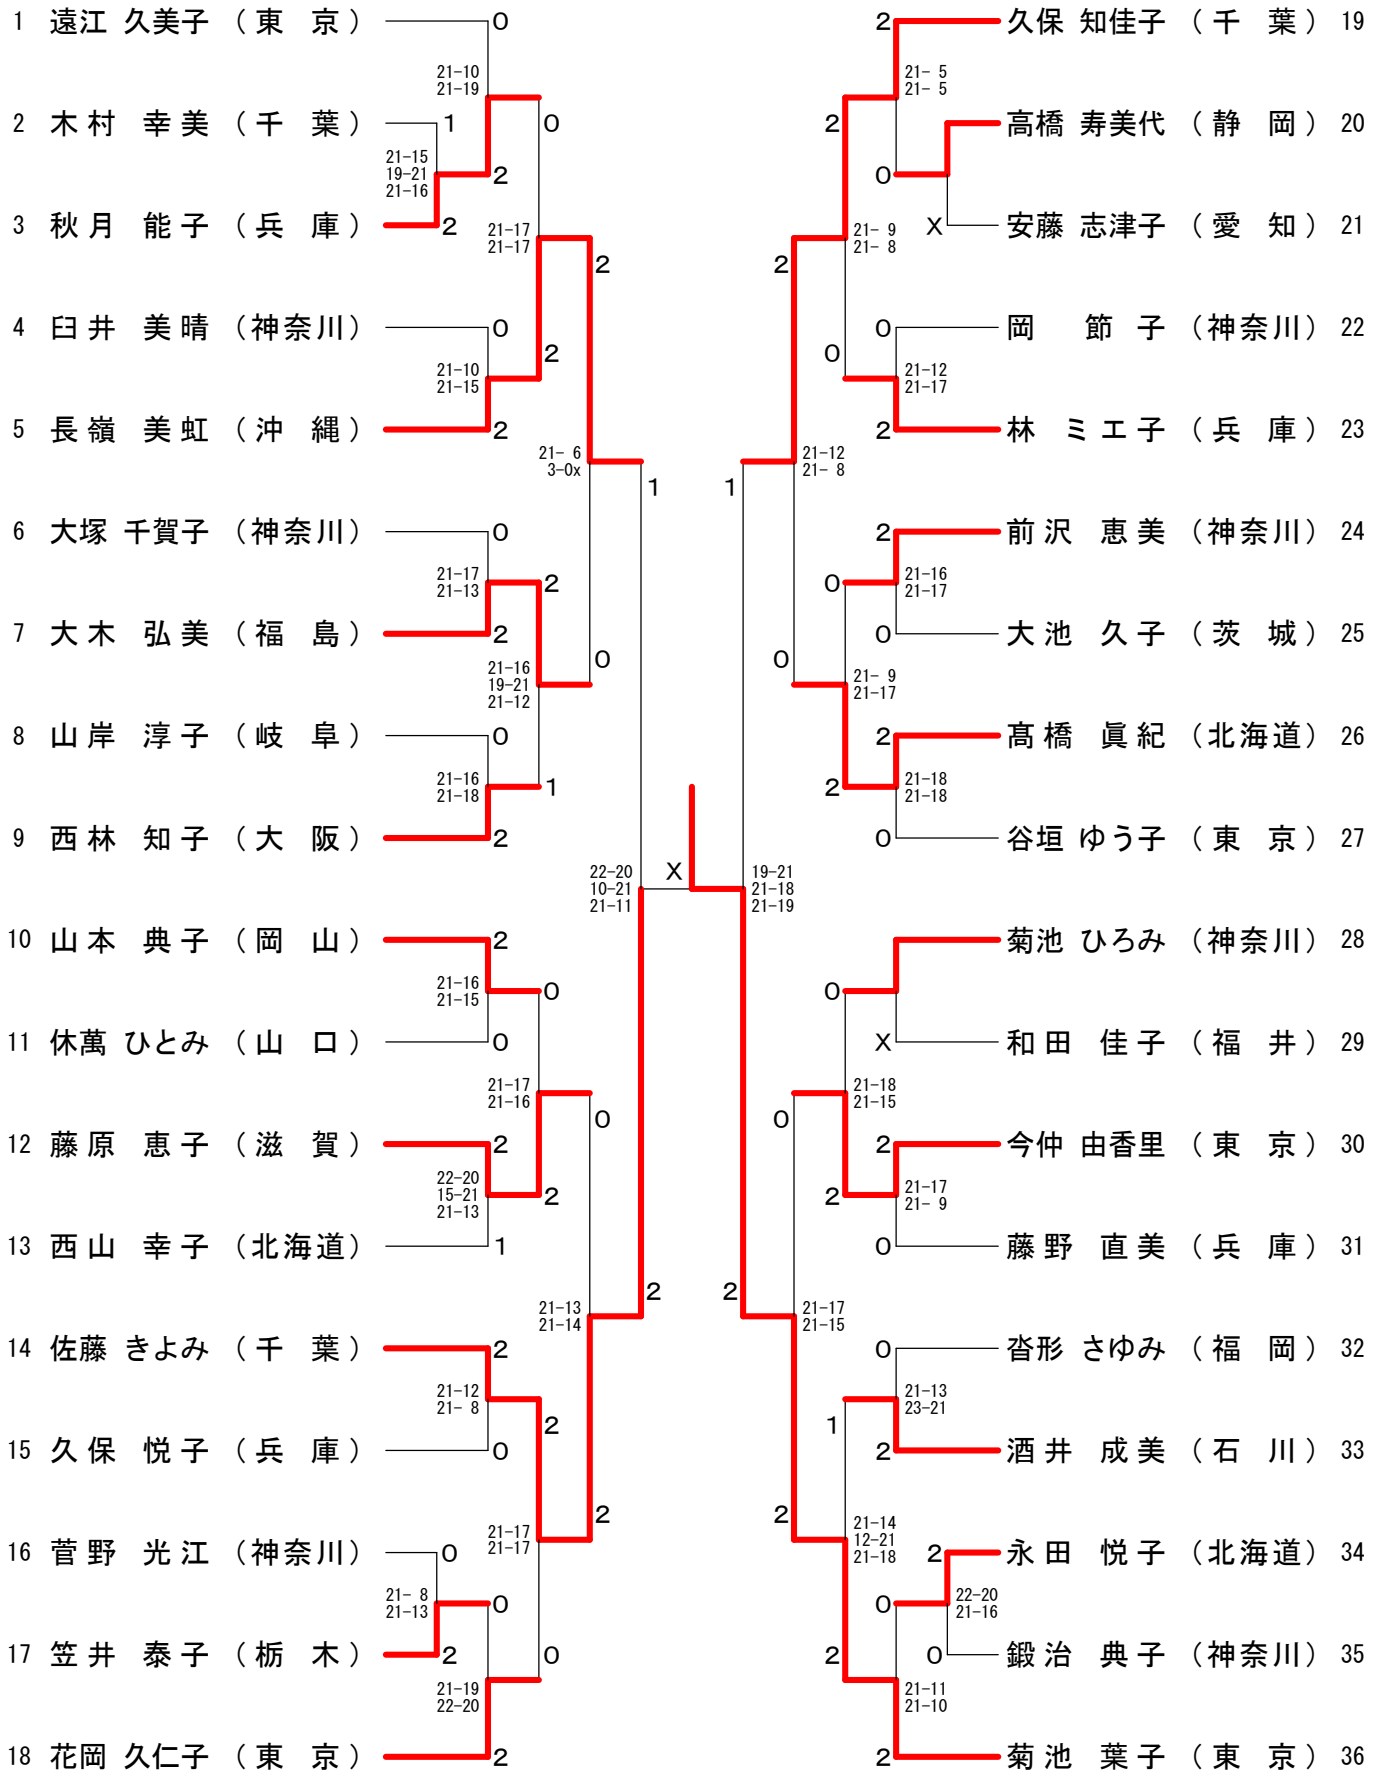 1 遠江 久美子 （東 京） 0 2 久保 知佳子 （千 葉） 19
21-10 21- 5
21-19 21- 5
2 木村 幸美 （千 葉） 1 0 2 高橋 寿美代 （静 岡） 20
21-15
19-21 2 0
21-16
3 秋月 能子 （兵 庫） 2 21-17 21- 9 X 安藤 志津子 （愛 知） 21
21-17 21- 8
2 2
4 臼井 美晴 （神奈川） 0 0 岡 節子 （神奈川） 22
2 0
21-10 21-12
21-15 21-17
5 長嶺 美虹 （沖 縄） 2 2 林 ミエ子 （兵 庫） 23
21- 6 21-12
3-0x 21- 8
1 1
6 大塚 千賀子 （神奈川） 0 2 前沢 恵美 （神奈川） 24
21-17 2 0 21-16
21-13 21-17
7 大木 弘美 （福 島） 2 0 大池 久子 （茨 城） 25
0 0
21-16 21- 9
19-21 21-17
21-12
8 山岸 淳子 （岐 阜） 0 2 髙橋 眞紀 （北海道） 26
21-16 1 2 21-18
21-18 21-18
9 西林 知子 （大 阪） 2 0 谷垣 ゆう子 （東 京） 27
22-20 X 19-21
10-21 21-18
21-11 21-19
10 山本 典子 （岡 山） 2 菊池 ひろみ （神奈川） 28
21-16 0 0
21-15
11 休萬 ひとみ （山 口） 0 X 和田 佳子 （福 井） 29
21-17 21-18
21-16 21-15
0 0
12 藤原 恵子 （滋 賀） 2 2 今仲 由香里 （東 京） 30
22-20 21-17
15-21 2 2 21- 9
21-13
13 西山 幸子 （北海道） 1 0 藤野 直美 （兵 庫） 31
2 2
21-13 21-17
21-14 21-15
14 佐藤 きよみ （千 葉） 2 0 沓形 さゆみ （福 岡） 32
21-12 21-13
21- 8 23-21
2 1
15 久保 悦子 （兵 庫） 0 2 酒井 成美 （石 川） 33
2 2
21-17 21-14
21-17 12-21
21-18
16 菅野 光江 （神奈川） 0 2 永田 悦子 （北海道） 34
21- 8 22-20
21-13 0 0 21-16
17 笠井 泰子 （栃 木） 2 0 2 0 鍛治 典子 （神奈川） 35
21-19 21-11
22-20 21-10
18 花岡 久仁子 （東 京） 2 2 菊池 葉子 （東 京） 36